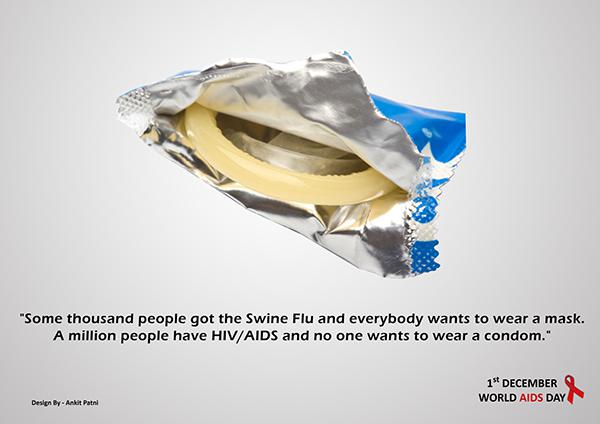 "Some thousand people got the Swine Flu and everybody wants to wear a mask.
A million people have HIV/AIDS and no one wants to wear a condom."
1st DECEMBER
WORLD AIDS DAY
Design By - Ankit Patni